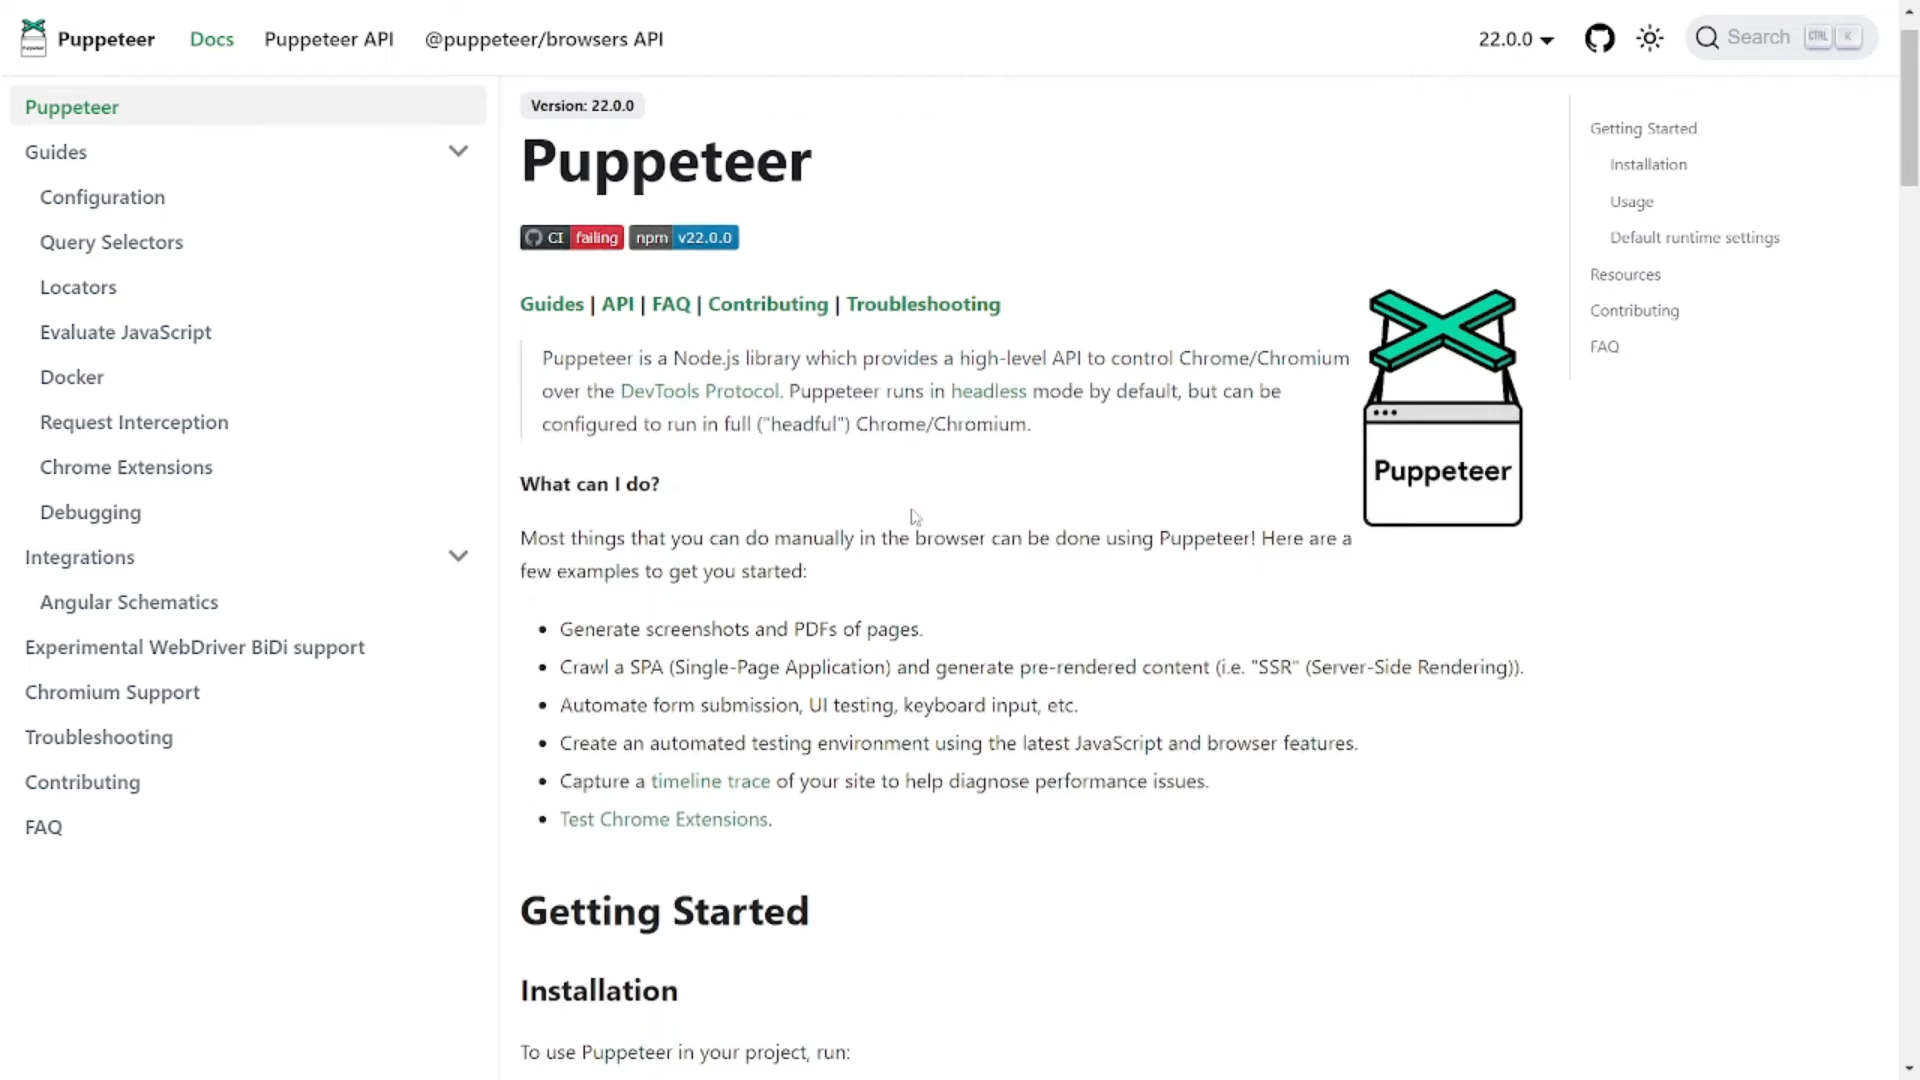 Puppeteer
Puppeteer
Docs
Puppeteer API
@puppeteer/browsers API
22.0.0
Search
CTRL
K
Puppeteer
Guides
Configuration
Query Selectors
Locators
Evaluate JavaScript
Docker
Request Interception
Chrome Extensions
Debugging
Integrations
Angular Schematics
Experimental WebDriver BiDi support
Chromium Support
Troubleshooting
Contributing
FAQ
Version: 22.0.0
Puppeteer
CI failing
npm v22.0.0
Guides | API | FAQ | Contributing | Troubleshooting
Puppeteer is a Node.js library which provides a high-level API to control Chrome/Chromium
over the DevTools Protocol. Puppeteer runs in headless mode by default, but can be
configured to run in full ("headful") Chrome/Chromium.
Puppeteer
What can I do?
Most things that you can do manually in the browser can be done using Puppeteer! Here are a
few examples to get you started:
• Generate screenshots and PDFs of pages.
• Crawl a SPA (Single-Page Application) and generate pre-rendered content (i.e. "SSR" (Server-Side Rendering)).
• Automate form submission, UI testing, keyboard input, etc.
• Create an automated testing environment using the latest JavaScript and browser features.
• Capture a timeline trace of your site to help diagnose performance issues.
• Test Chrome Extensions.
Getting Started
Installation
To use Puppeteer in your project, run:
Getting Started
Installation
Usage
Default runtime settings
Resources
Contributing
FAQ